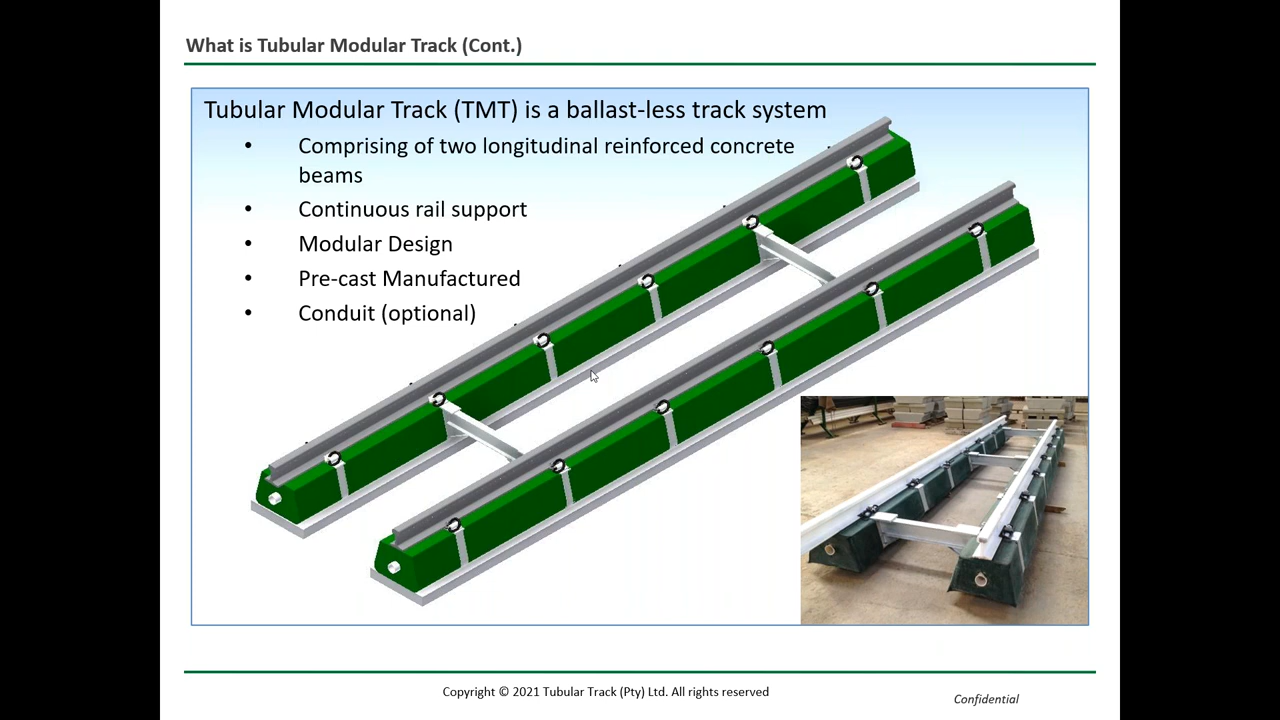 What is Tubular Modular Track (Cont.)
Tubular Modular Track (TMT) is a ballast-less track system
• Comprising of two longitudinal reinforced concrete
beams
• Continuous rail support
• Modular Design
• Pre-cast Manufactured
• Conduit (optional)
Copyright © 2021 Tubular Track (Pty) Ltd. All rights reserved
Confidential